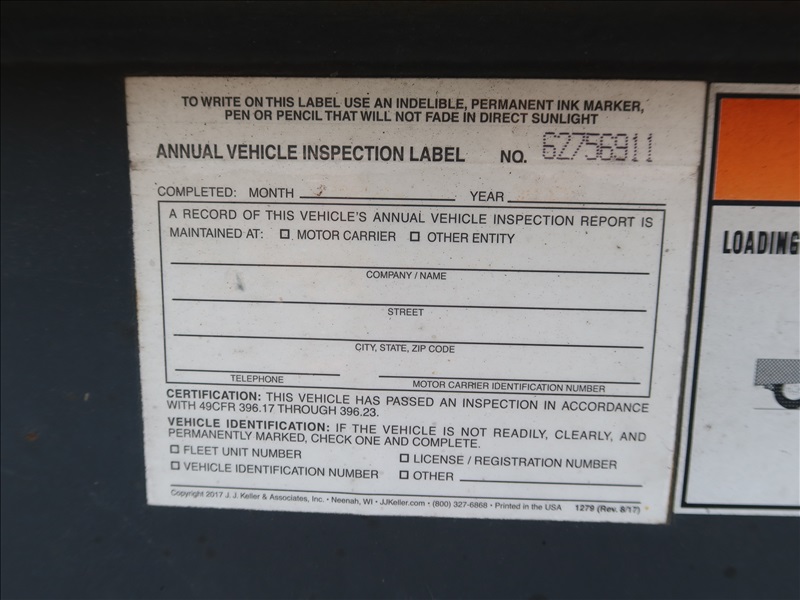 TO WRITE ON THIS LABEL USE AN INDELIBLE, PERMANENT INK MARKER,
PEN OR PENCIL THAT WILL NOT FADE IN DIRECT SUNLIGHT
ANNUAL VEHICLE INSPECTION LABEL NO. 62756911
COMPLETED: MONTH YEAR
A RECORD OF THIS VEHICLE'S ANNUAL VEHICLE INSPECTION REPORT IS
MAINTAINED AT: ☐ MOTOR CARRIER ☐ OTHER ENTITY
COMPANY / NAME
STREET
CITY, STATE, ZIP CODE
TELEPHONE MOTOR CARRIER IDENTIFICATION NUMBER
CERTIFICATION: THIS VEHICLE HAS PASSED AN INSPECTION IN ACCORDANCE
WITH 49CFR 396.17 THROUGH 396.23.
VEHICLE IDENTIFICATION: IF THE VEHICLE IS NOT READILY, CLEARLY, AND
PERMANENTLY MARKED, CHECK ONE AND COMPLETE.
☐ FLEET UNIT NUMBER ☐ LICENSE / REGISTRATION NUMBER
☐ VEHICLE IDENTIFICATION NUMBER ☐ OTHER
Copyright 2017 J. J. Keller & Associates, Inc. • Neenah, WI • JJKeller.com • (800) 327-6868 • Printed in the USA 1279 (Rev. 8/17)
LOADING